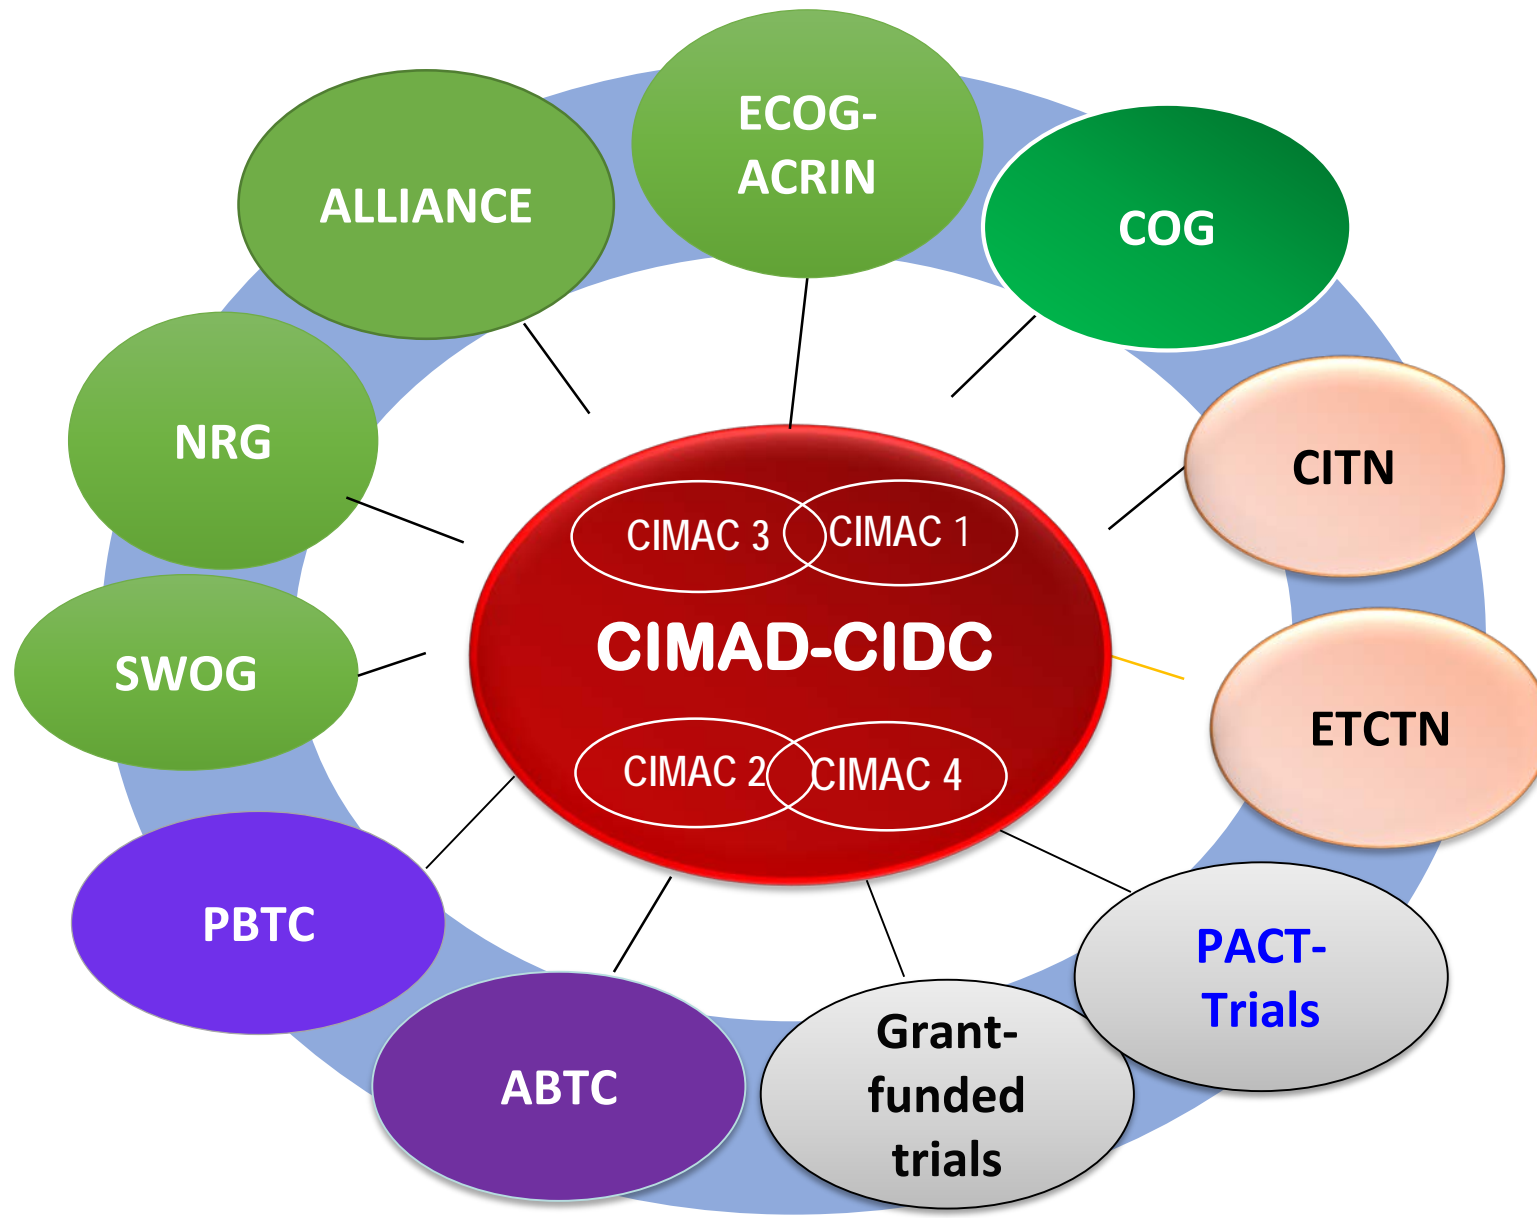 ECOG-
ACRIN
ALLIANCE
COG
NRG
CITN
CIMAC 3
CIMAC 1
CIMAD-CIDC
SWOG
ETCTN
CIMAC 2
CIMAC 4
PBTC
PACT-
Trials
ABTC
Grant-
funded
trials